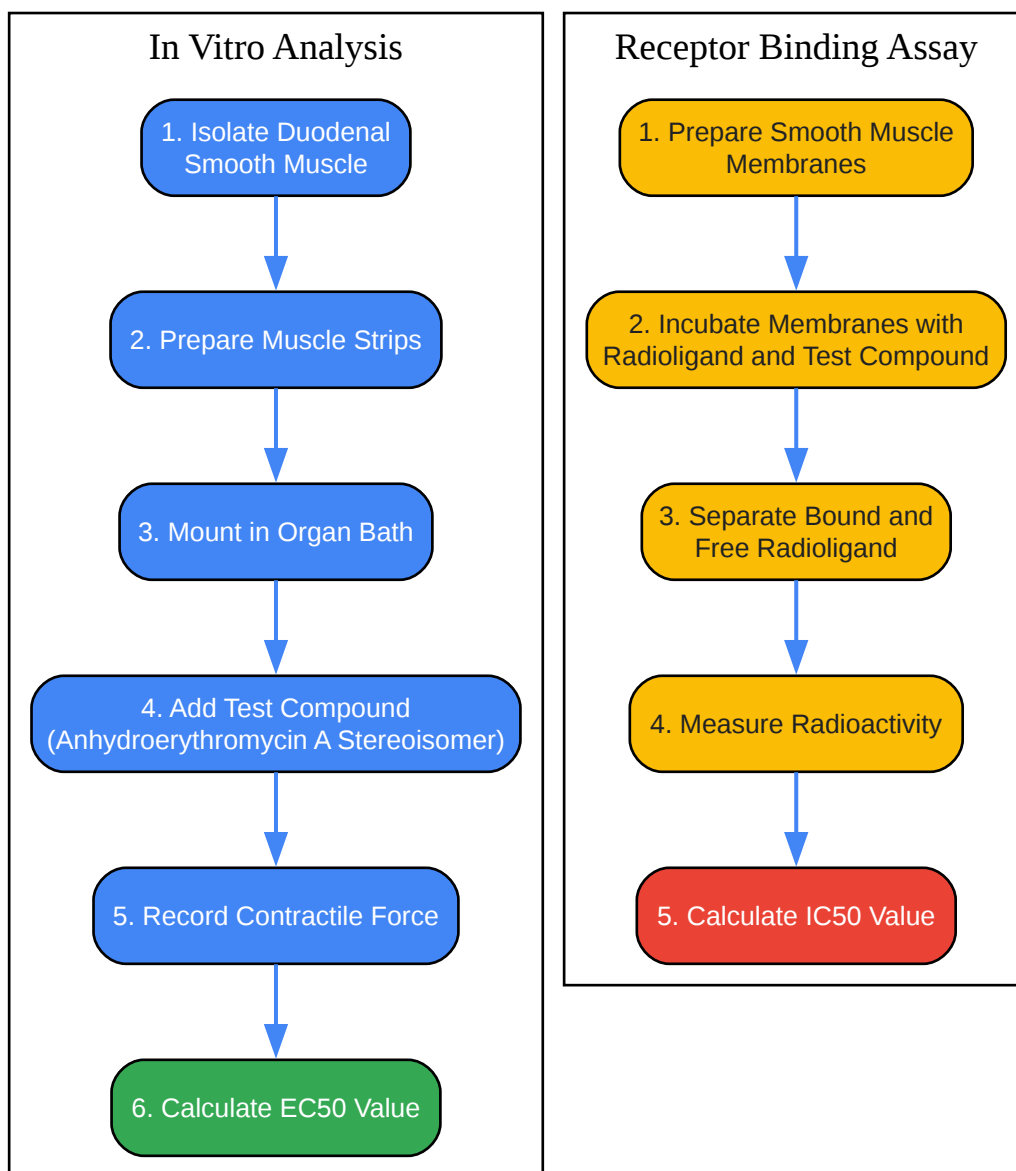 In Vitro Analysis
1. Isolate Duodenal
Smooth Muscle
2. Prepare Muscle Strips
3. Mount in Organ Bath
4. Add Test Compound
(Anhydroerythromycin A Stereoisomer)
5. Record Contractile Force
6. Calculate EC50 Value
Receptor Binding Assay
1. Prepare Smooth Muscle
Membranes
2. Incubate Membranes with
Radioligand and Test Compound
3. Separate Bound and
Free Radioligand
4. Measure Radioactivity
5. Calculate IC50 Value